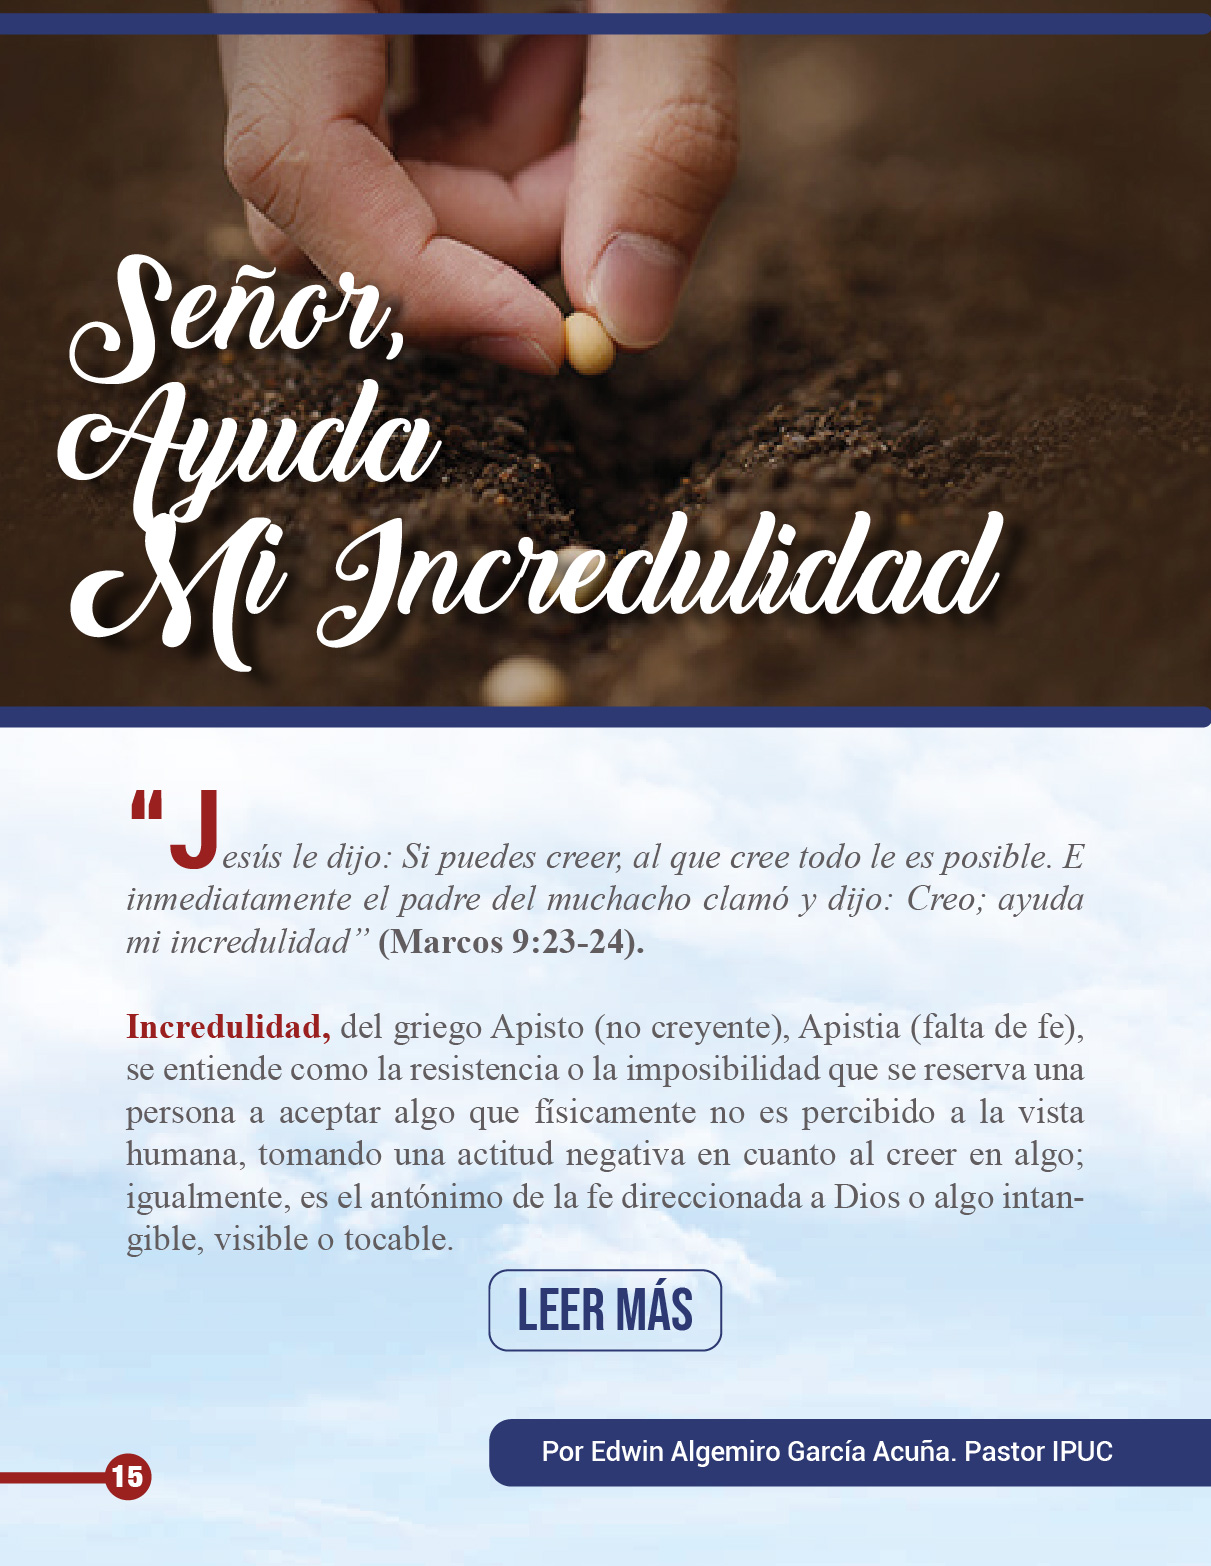 Señor,
Ayuda
Mi Incredulidad
“Jesús le dijo: Si puedes creer, al que cree todo le es posible. E
inmediatamente el padre del muchacho clamó y dijo: Creo; ayuda
mi incredulidad” (Marcos 9:23-24).
Incredulidad, del griego Apisto (no creyente), Apistia (falta de fe),
se entiende como la resistencia o la imposibilidad que se reserva una
persona a aceptar algo que físicamente no es percibido a la vista
humana, tomando una actitud negativa en cuanto al creer en algo;
igualmente, es el antónimo de la fe direccionada a Dios o algo intan-
gible, visible o tocable.
LEER MÁS
Por Edwin Algemiro García Acuña. Pastor IPUC
15